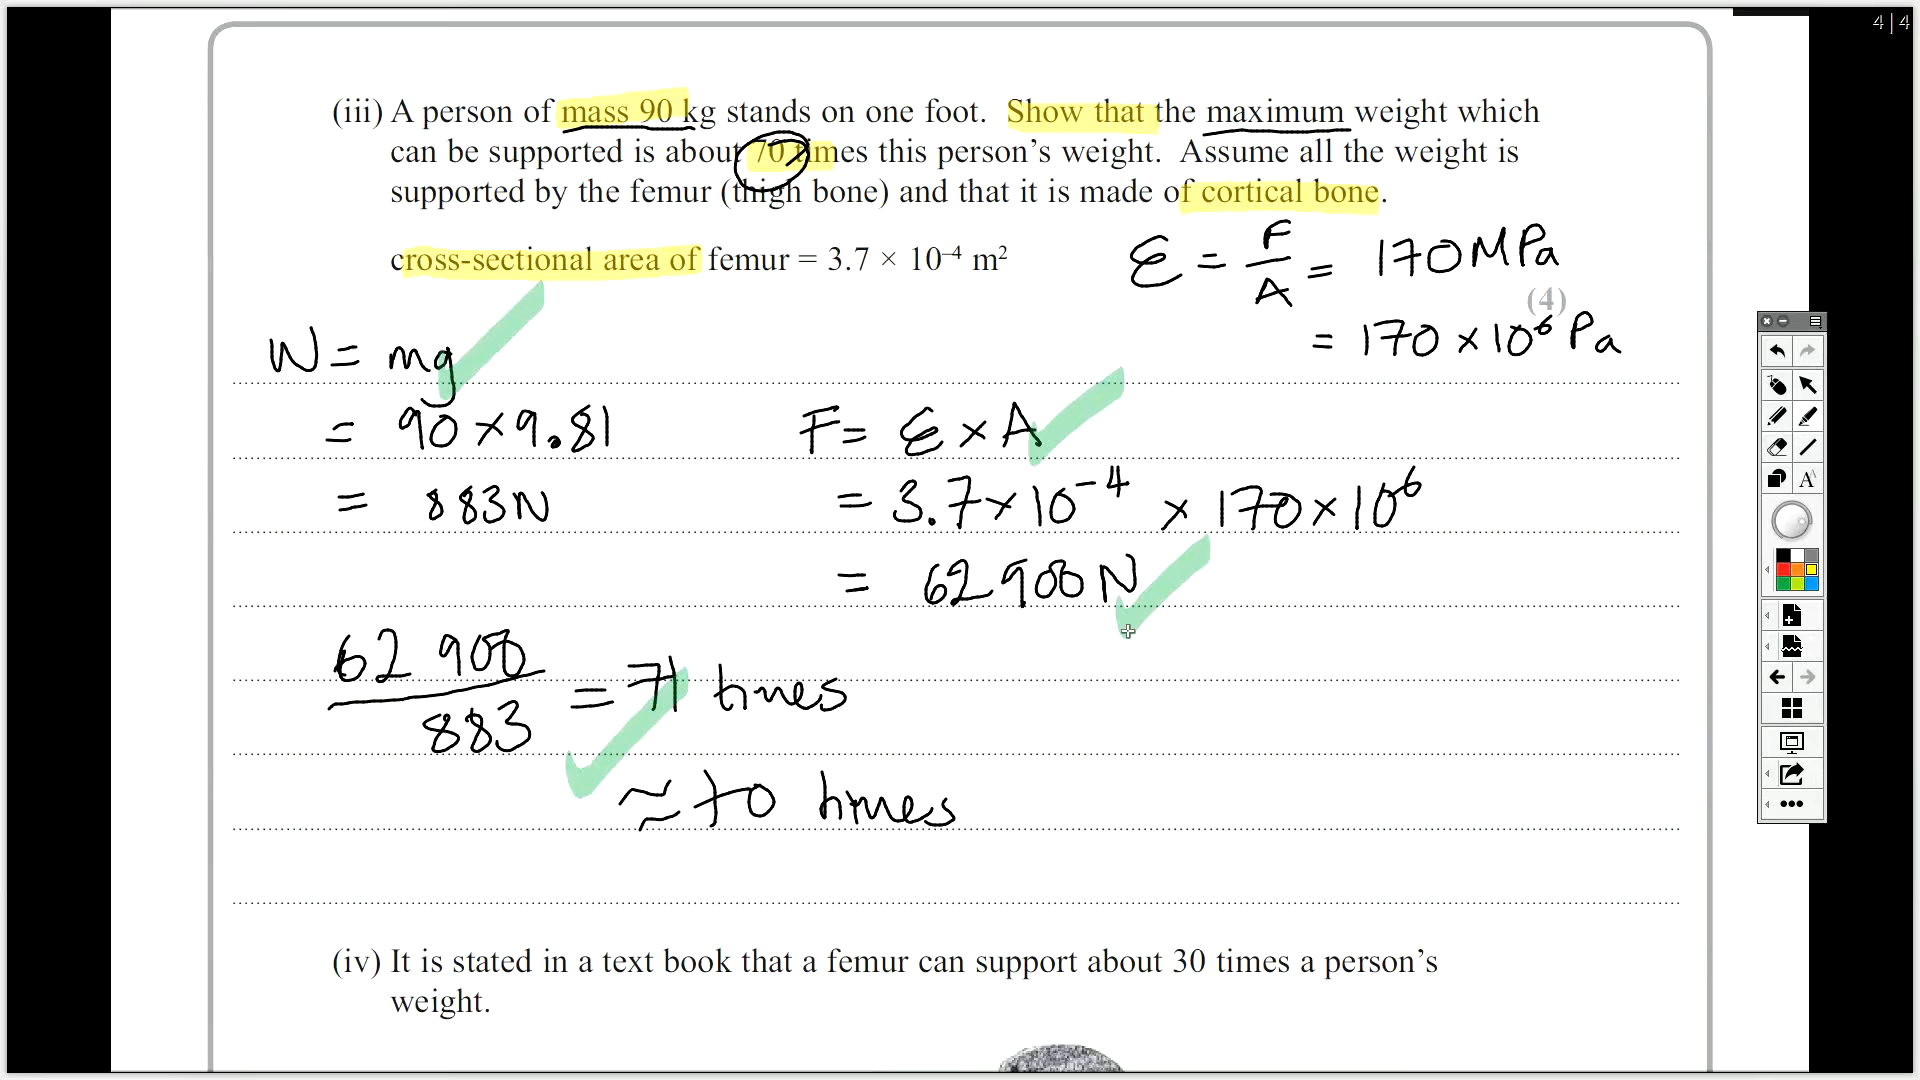 4|4
(iii) A person of mass 90 kg stands on one foot. Show that the maximum weight which
can be supported is about 70 times this person's weight. Assume all the weight is
supported by the femur (thigh bone) and that it is made of cortical bone.
cross-sectional area of femur = 3.7 × 10⁻⁴ m²
ε = F/A = 170 MPa
(4)
= 170 × 10⁶ Pa
W = mg
= 90 × 9.81
= 883 N
F = ε × A
= 3.7 × 10⁻⁴ × 170 × 10⁶
= 62 900 N
62 900 / 883 = 71 times
≈ 70 times
(iv) It is stated in a text book that a femur can support about 30 times a person's
weight.